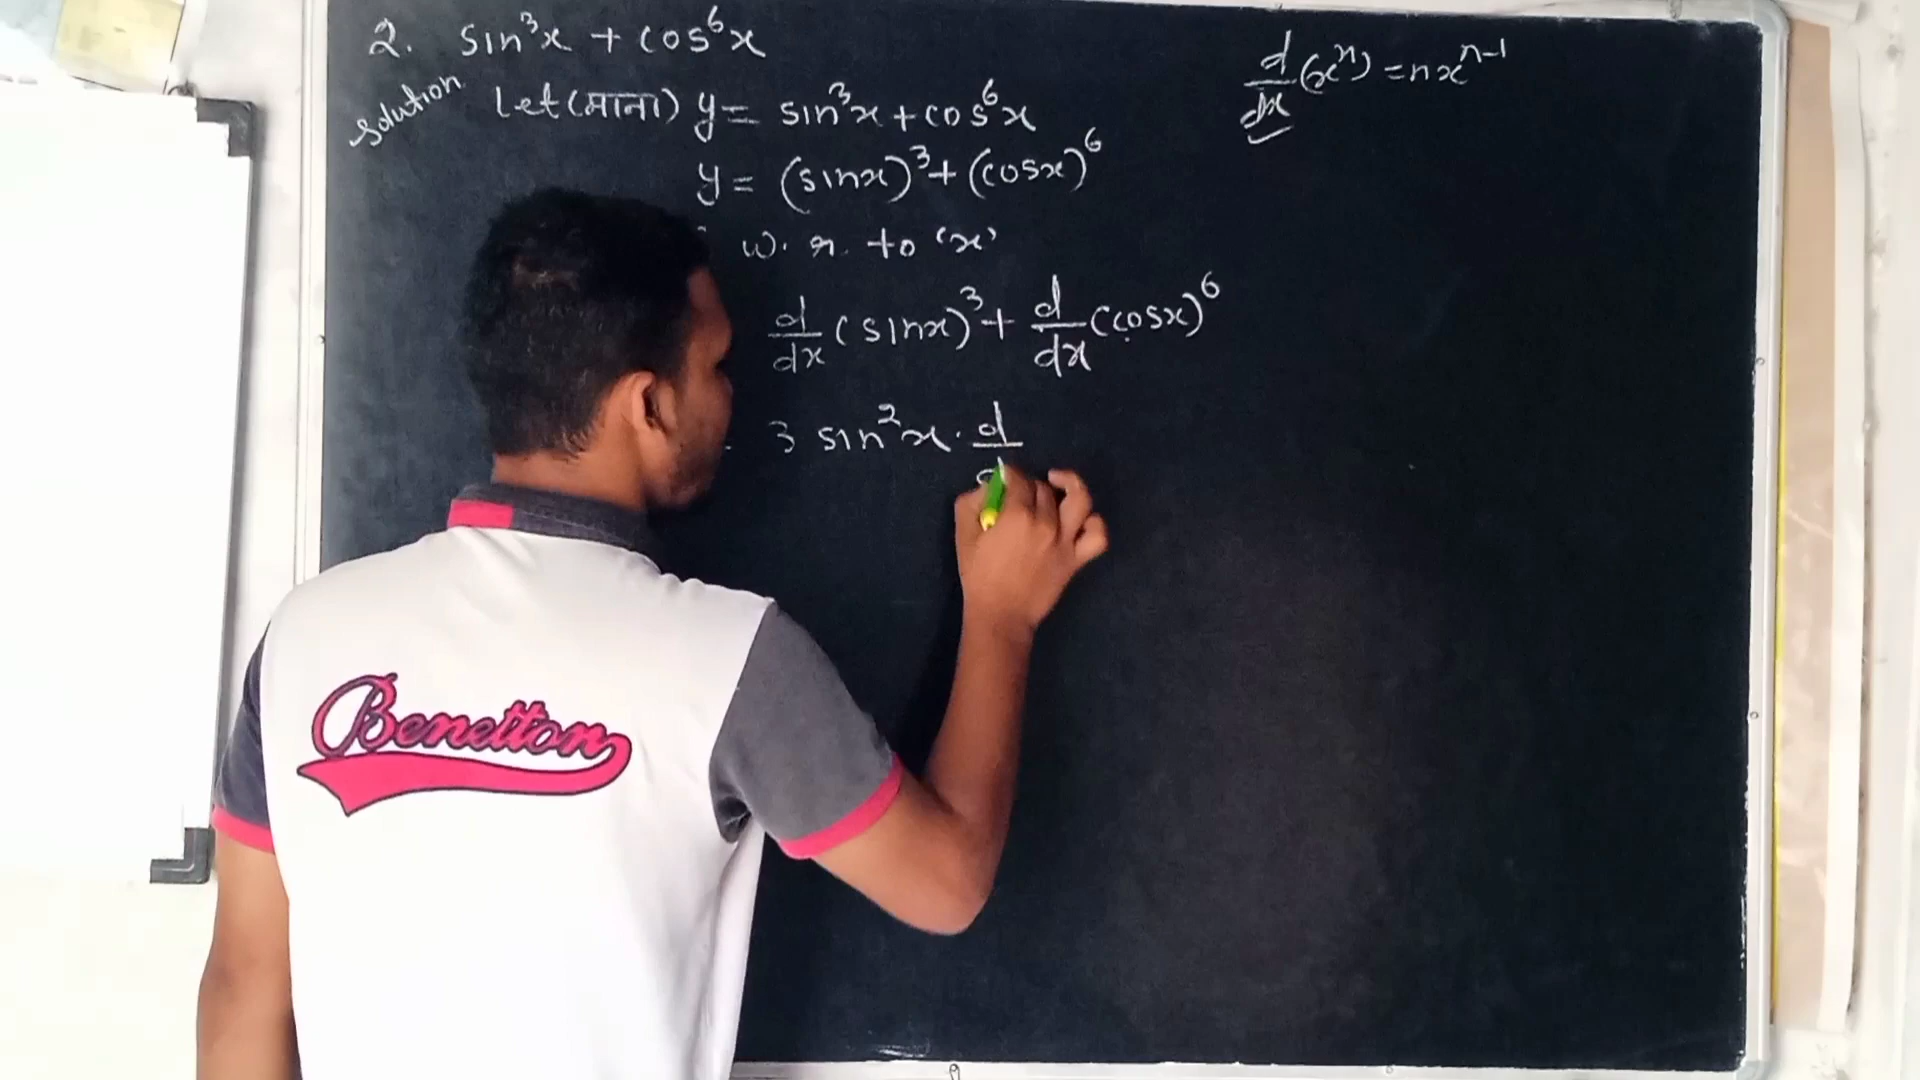 2. sin³x + cos⁶x
Solution Let (माना) y = sin³x + cos⁶x
y = (sinx)³ + (cosx)⁶
w. r. to 'x'
d/dx (sinx)³ + d/dx (cosx)⁶
3 sin²x · d
d/dx (xⁿ) = nxⁿ⁻¹
Benetton